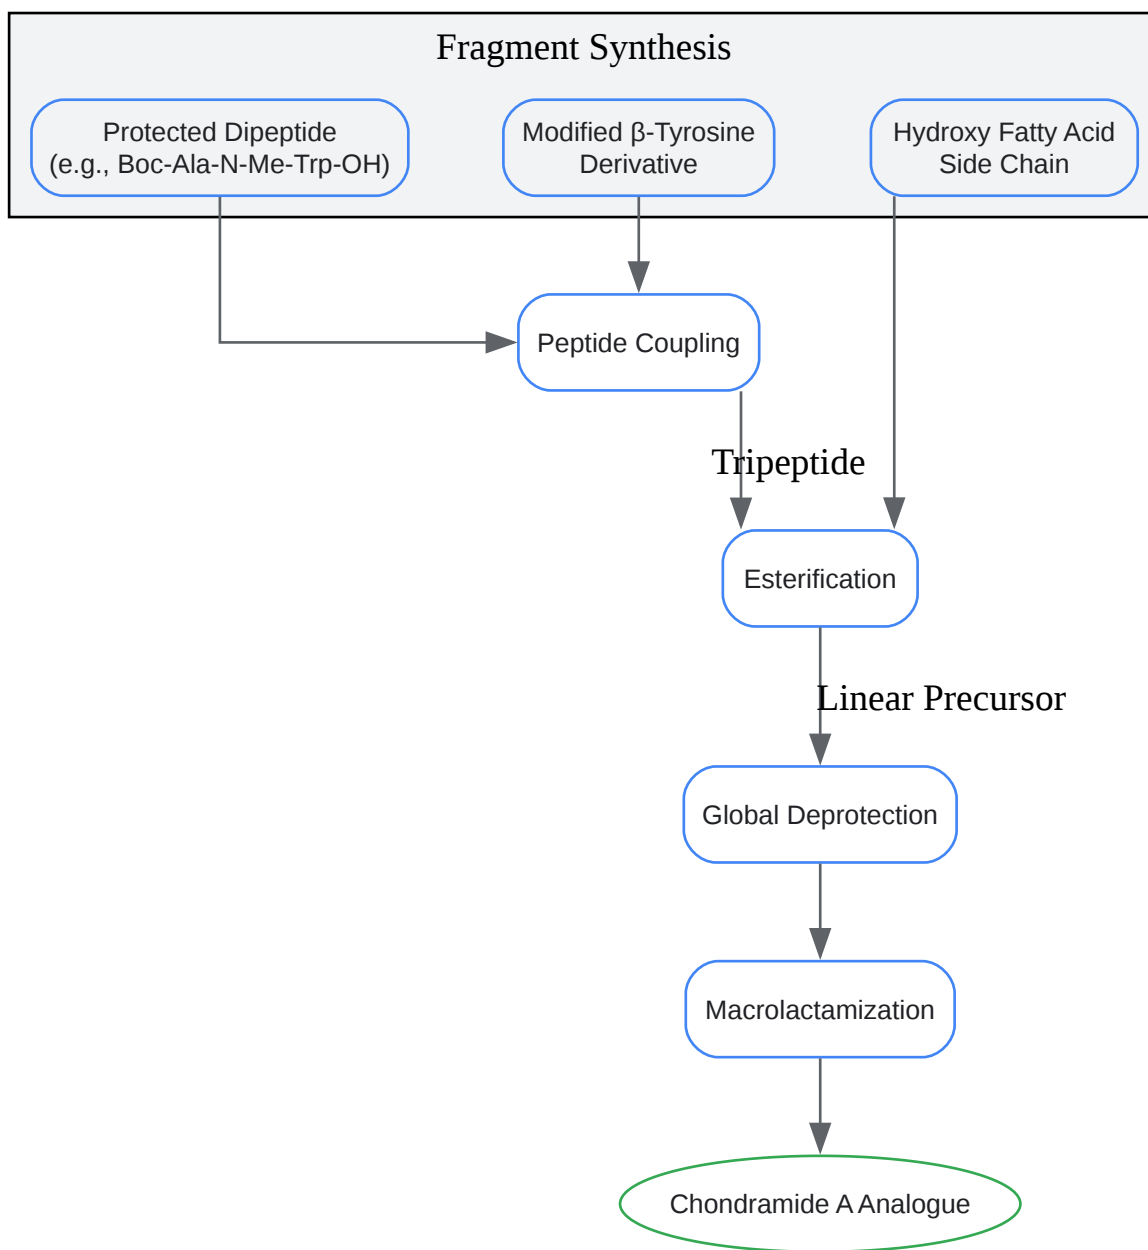 Fragment Synthesis
Protected Dipeptide
(e.g., Boc-Ala-N-Me-Trp-OH)
Modified β-Tyrosine
Derivative
Hydroxy Fatty Acid
Side Chain
Peptide Coupling
Tripeptide
Esterification
Linear Precursor
Global Deprotection
Macrolactamization
Chondramide A Analogue